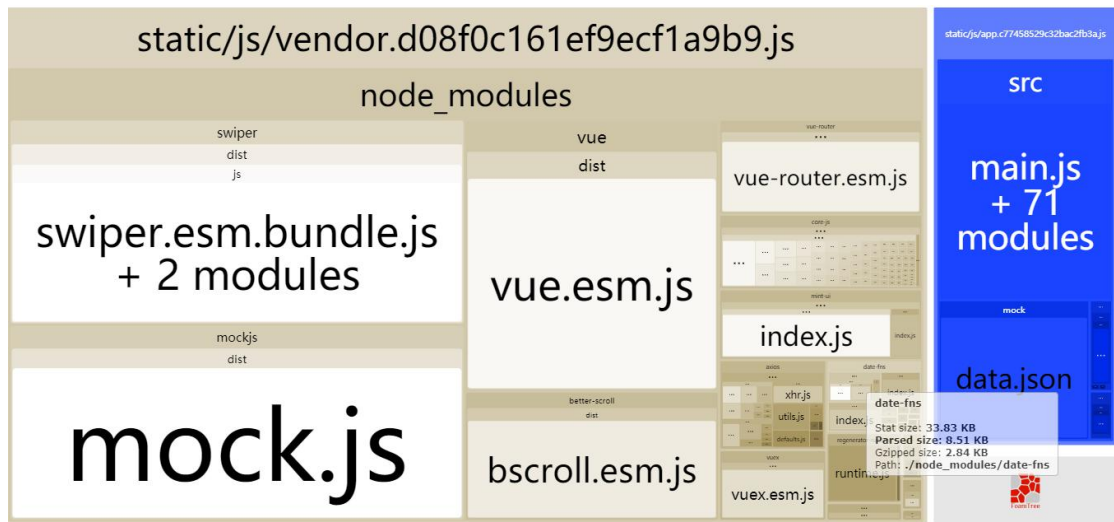 static/js/vendor.d08f0c161ef9ecf1a9b9.js
node_modules
swiper
dist
js
swiper.esm.bundle.js
+ 2 modules
mockjs
dist
mock.js
vue
dist
vue.esm.js
better-scroll
dist
bscroll.esm.js
vue-router
...
vue-router.esm.js
core-js
...
...
mint-ui
...
...
index.js
index.js
axios
...
xhr.js
utils.js
defaults.js
vuex
...
vuex.esm.js
date-fns
...
index.js
index.js
runtime.js
date-fns
Stat size: 33.83 KB
Parsed size: 8.51 KB
Gzipped size: 2.84 KB
Path: ./node_modules/date-fns
static/js/app.c77458529c32bac2fb3a.js
src
main.js
+ 71
modules
mock
data.json
FoamTree